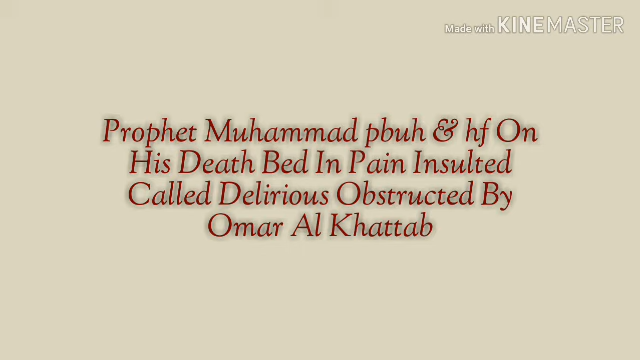 Made with KINEMASTER
Prophet Muhammad pbuh & hf On
His Death Bed In Pain Insulted
Called Delirious Obstructed By
Omar Al Khattab